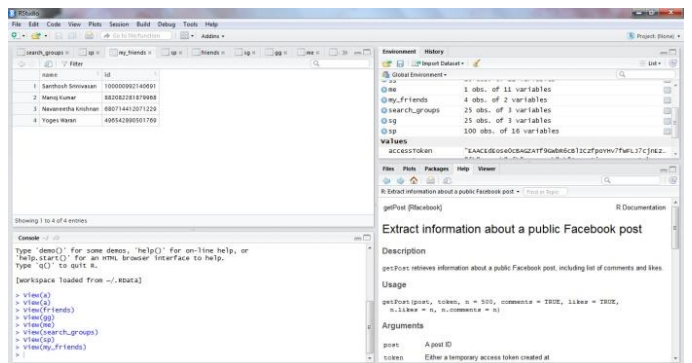 RStudio
File Edit Code View Plots Session Build Debug Tools Help
Go to file/function
Addins
Project: (None)
search_groups
sp
my_friends
up
friends
sg
gg
me
Filter
name id
1 Santhosh Srinivasan
2 Manoj Kumar
3 Navaneetha Krishnan
4 Yoges Waran
Showing 1 to 4 of 4 entries
Console ~/
Type 'demo()' for some demos, 'help()' for on-line help, or
'help.start()' for an HTML browser interface to help.
Type 'q()' to quit R.
[Workspace loaded from ~/.RData]
> View(a)
> View(a)
> View(friends)
> View(gg)
> View(me)
> View(search_groups)
> View(sp)
> View(my_friends)
>
Environment History
Import Dataset
List
Global Environment
me 1 obs. of 11 variables
my_friends 4 obs. of 2 variables
search_groups 25 obs. of 3 variables
sg 25 obs. of 3 variables
sp 100 obs. of 16 variables
values
accessToken
Files Plots Packages Help Viewer
R: Extract information about a public Facebook post
Find in Topic
getPost {Rfacebook} R Documentation
Extract information about a public Facebook post
Description
getPost retrieves information about a public Facebook post, including list of comments and likes.
Usage
getPost(post, token, n = 500, comments = TRUE, likes = TRUE,
n.likes = n, n.comments = n)
Arguments
post A post ID
token Either a temporary access token created at